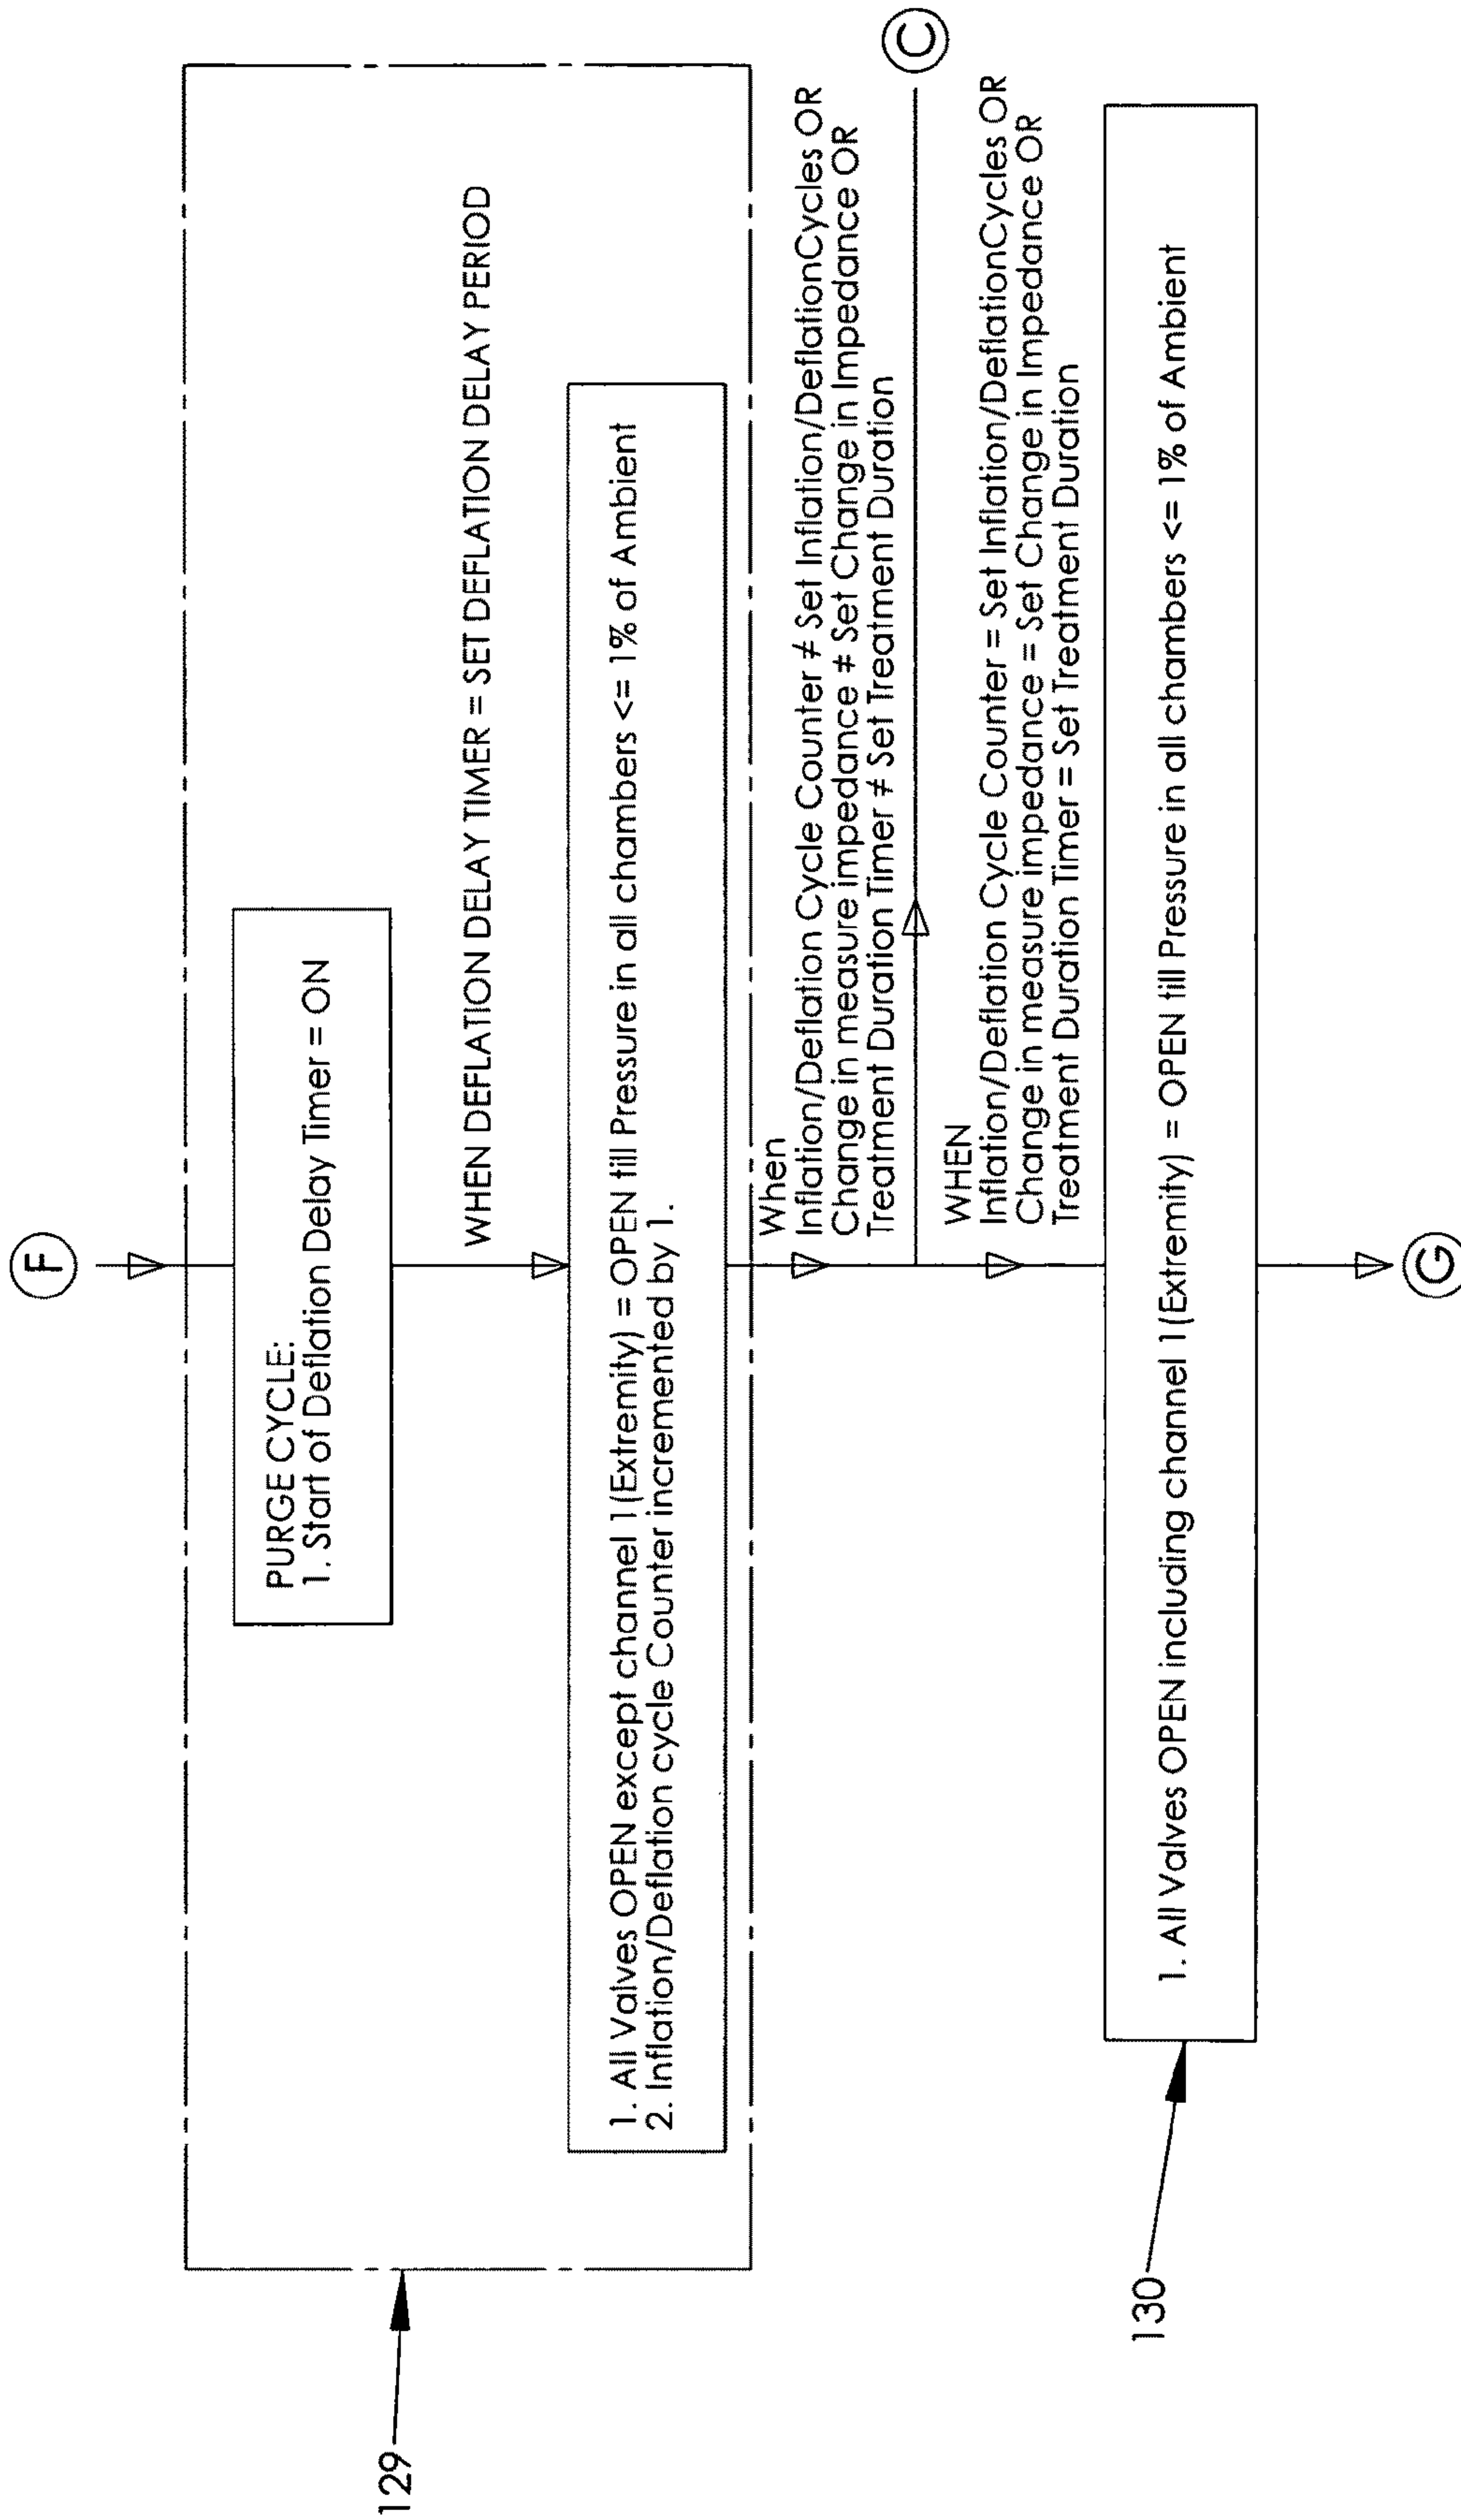 F
PURGE CYCLE:
1. Start of Deflation Delay Timer = ON
WHEN DEFLATION DELAY TIMER = SET DEFLATION DELAY PERIOD
1. All Valves OPEN except channel 1(Extremity) = OPEN till Pressure in all chambers <= 1% of Ambient
2. Inflation/Deflation cycle Counter incremented by 1.
129
When
Inflation/Deflation Cycle Counter ≠ Set Inflation/DeflationCycles OR
Change in measure impedance ≠ Set Change in Impedance OR
Treatment Duration Timer ≠ Set Treatment Duration
C
WHEN
Inflation/Deflation Cycle Counter = Set Inflation/DeflationCycles OR
Change in measure impedance = Set Change in Impedance OR
Treatment Duration Timer = Set Treatment Duration
1. All Valves OPEN including channel 1(Extremity) = OPEN till Pressure in all chambers <= 1% of Ambient
130
G